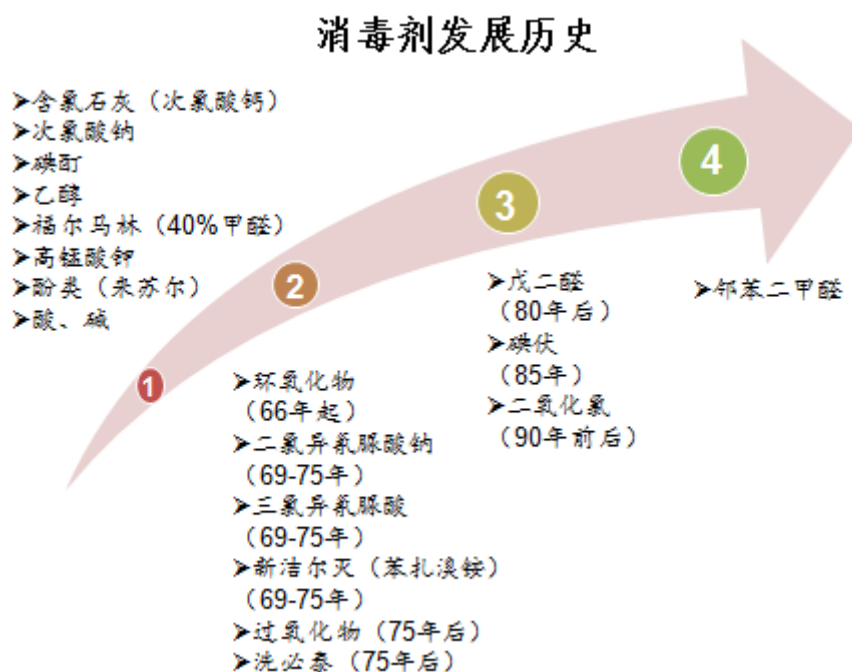 消毒剂发展历史
➤含氯石灰（次氯酸钙）
➤次氯酸钠
➤碘酊
➤乙醇
➤福尔马林（40%甲醛）
➤高锰酸钾
➤酚类（来苏尔）
➤酸、碱
1
2
➤环氧化物
（66年起）
➤二氯异氰脲酸钠
（69-75年）
➤三氯异氰脲酸
（69-75年）
➤新洁尔灭（苯扎溴铵）
（69-75年）
➤过氧化物（75年后）
➤洗必泰（75年后）
3
➤戊二醛
（80年后）
➤碘伏
（85年）
➤二氧化氯
（90年前后）
4
➤邻苯二甲醛